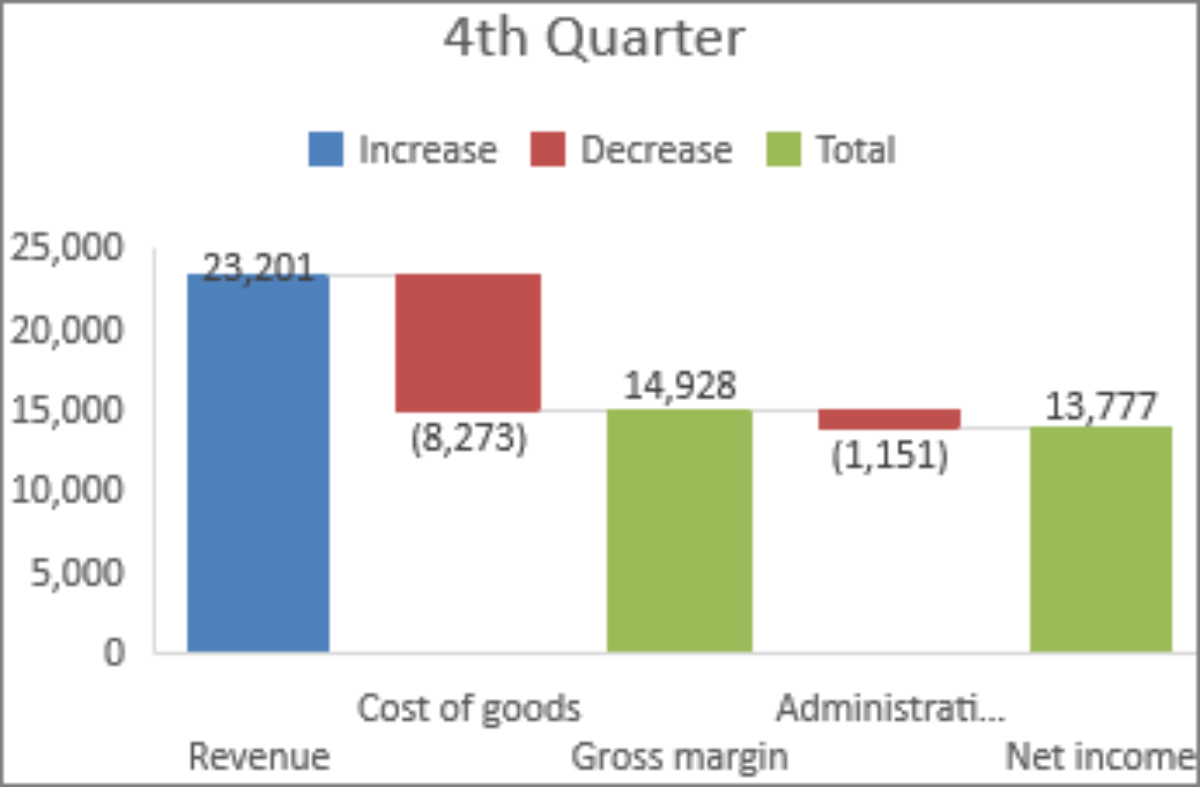 4th Quarter
Increase Decrease Total
25,000
23,201
20,000
14,928
15,000
13,777
(8,273)
(1,151)
10,000
5,000
0
Cost of goods Administrati...
Revenue Gross margin Net income